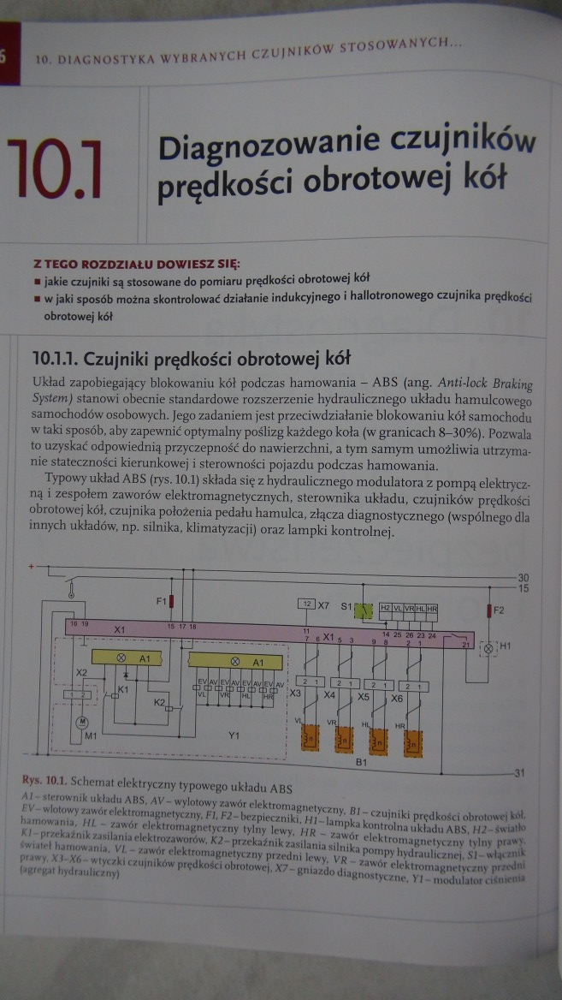 6
10. DIAGNOSTYKA WYBRANYCH CZUJNIKÓW STOSOWANYCH...
10.1
Diagnozowanie czujników
prędkości obrotowej kół
Z TEGO ROZDZIAŁU DOWIESZ SIĘ:
■ jakie czujniki są stosowane do pomiaru prędkości obrotowej kół
■ w jaki sposób można skontrolować działanie indukcyjnego i hallotronowego czujnika prędkości
obrotowej kół
10.1.1. Czujniki prędkości obrotowej kół
Układ zapobiegający blokowaniu kół podczas hamowania – ABS (ang. Anti-lock Braking
System) stanowi obecnie standardowe rozszerzenie hydraulicznego układu hamulcowego
samochodów osobowych. Jego zadaniem jest przeciwdziałanie blokowaniu kół samochodu
w taki sposób, aby zapewnić optymalny poślizg każdego koła (w granicach 8–30%). Pozwala
to uzyskać odpowiednią przyczepność do nawierzchni, a tym samym umożliwia utrzyma-
nie stateczności kierunkowej i sterowności pojazdu podczas hamowania.
Typowy układ ABS (rys. 10.1) składa się z hydraulicznego modulatora z pompą elektrycz-
ną i zespołem zaworów elektromagnetycznych, sterownika układu, czujników prędkości
obrotowej kół, czujnika położenia pedału hamulca, złącza diagnostycznego (wspólnego dla
innych układów, np. silnika, klimatyzacji) oraz lampki kontrolnej.
+
30
15
F1
12 X7 S1 H2 VL VR HL HR
F2
16 19 X1 15 17 18 11 X1 14 25 26 23 24
7 6 5 3 9 8 2 1 21
H1
A1 A1
X2 K1 EV AV EV AV EV AV EV AV
VL VR HL HR
1 2 K2
X3 2 1 X4 2 1 X5 2 1 X6 2 1
M
M1
Y1
VL VR HL HR
n n n n
B1
31
Rys. 10.1. Schemat elektryczny typowego układu ABS
A1 – sterownik układu ABS, AV – wylotowy zawór elektromagnetyczny, B1 – czujniki prędkości obrotowej kół,
EV – wlotowy zawór elektromagnetyczny, F1, F2 – bezpieczniki, H1 – lampka kontrolna układu ABS, H2 – światło
hamowania, HL – zawór elektromagnetyczny tylny lewy, HR – zawór elektromagnetyczny tylny prawy,
K1 – przekaźnik zasilania elektrozaworów, K2 – przekaźnik zasilania silnika pompy hydraulicznej, S1 – włącznik
świateł hamowania, VL – zawór elektromagnetyczny przedni lewy, VR – zawór elektromagnetyczny przedni
prawy, X3–X6 – wtyczki czujników prędkości obrotowej, X7 – gniazdo diagnostyczne, Y1 – modulator ciśnienia
(agregat hydrauliczny)